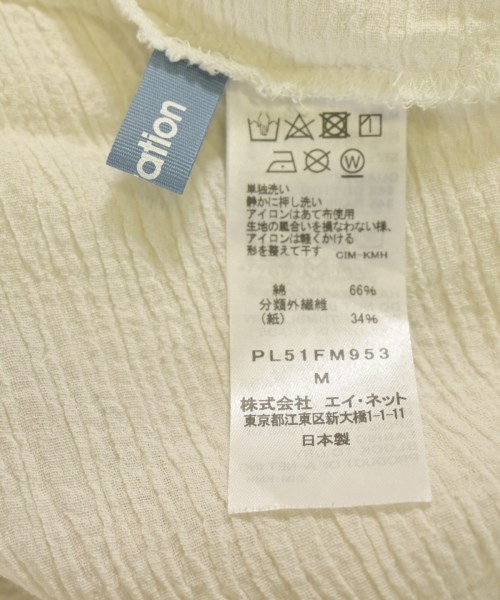 ation
W
単独洗い
静かに押し洗い
アイロンはあて布使用
生地の風合いを損なわない様、
アイロンは軽くかける
形を整えて干す CIM-KMH
綿 66%
分類外繊維
(紙) 34%
PL51FM953
M
株式会社 エイ・ネット
東京都江東区新大橋1-1-11
日本製